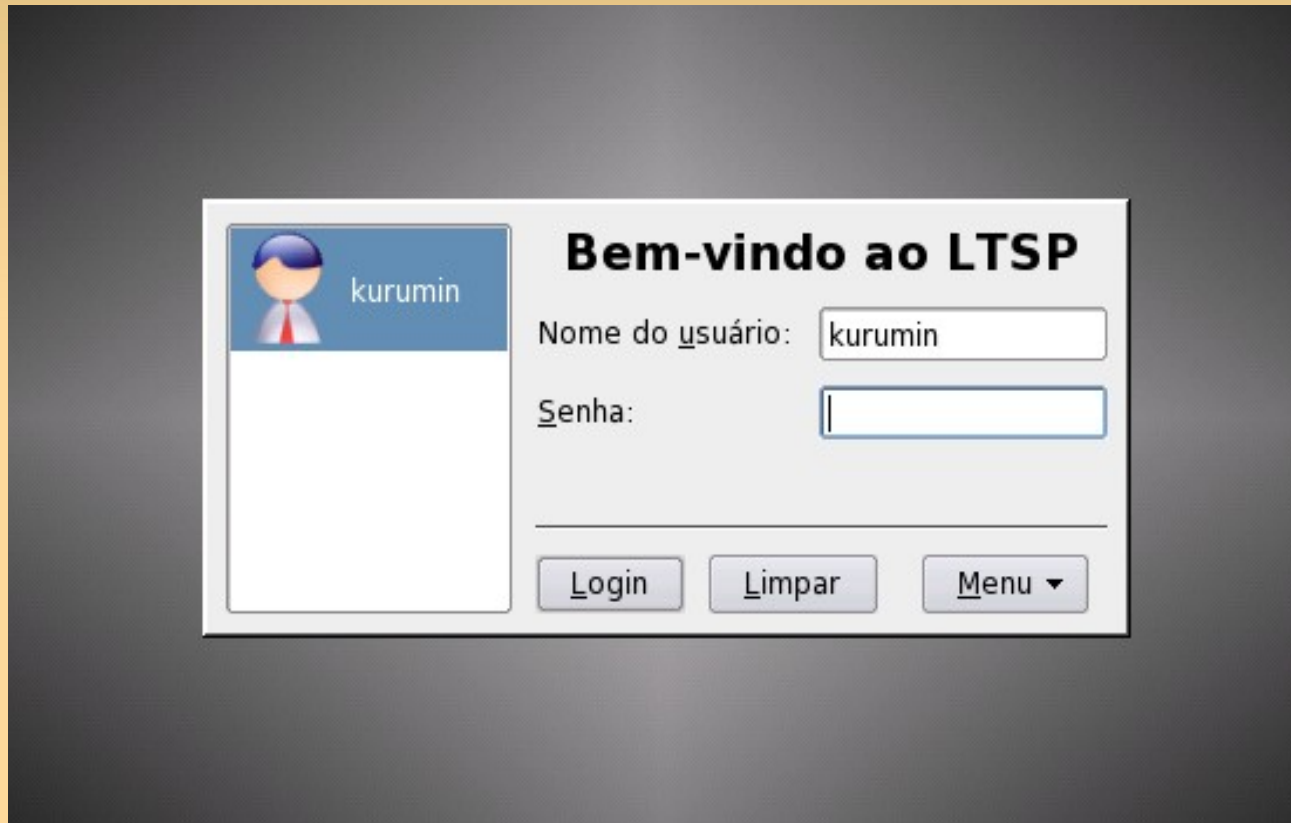 kurumin
Bem-vindo ao LTSP
Nome do usuário: kurumin
Senha:
Login Limpar Menu